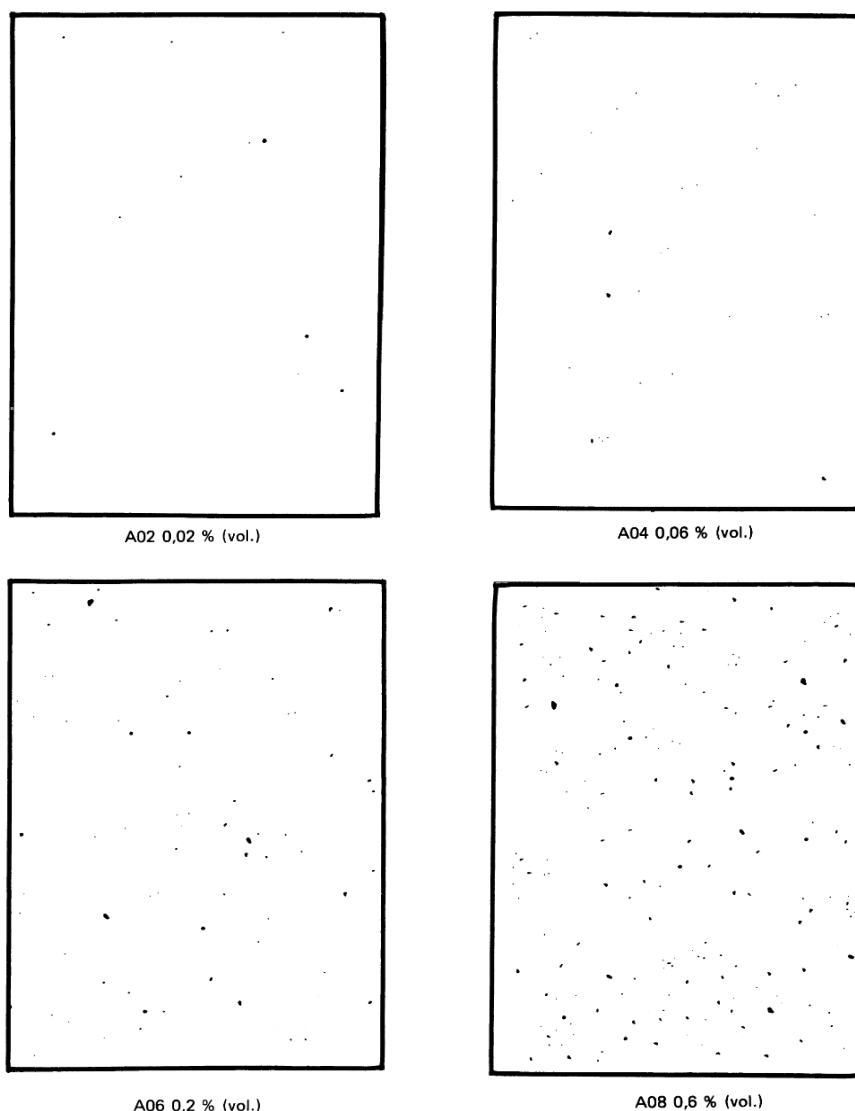 A02 0,02 % (vol.)
A04 0,06 % (vol.)
A06 0,2 % (vol.)
A08 0,6 % (vol.)